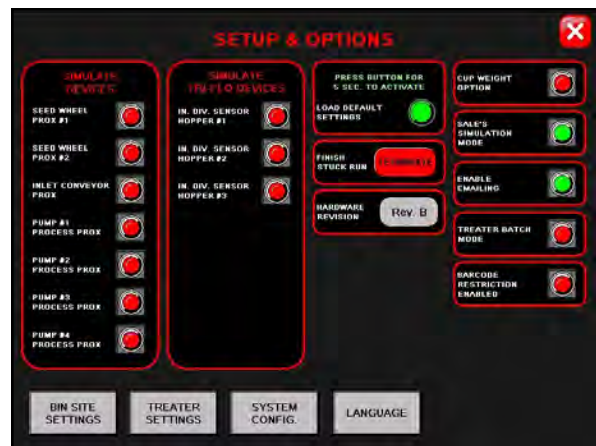 SETUP & OPTIONS
SIMULATE
DEVICES
SEED WHEEL
PROX #1
SEED WHEEL
PROX #2
INLET CONVEYOR
PROX
PUMP #1
PROCESS PROX
PUMP #2
PROCESS PROX
PUMP #3
PROCESS PROX
PUMP #4
PROCESS PROX
SIMULATE
TRI-FLO DEVICES
IN. DIV. SENSOR
HOPPER #1
IN. DIV. SENSOR
HOPPER #2
IN. DIV. SENSOR
HOPPER #3
PRESS BUTTON FOR
5 SEC. TO ACTIVATE
LOAD DEFAULT
SETTINGS
FINISH
STUCK RUN
HARDWARE
REVISION
Rev. B
CUP WEIGHT
OPTION
SALE'S
SIMULATION
MODE
ENABLE
EMAILING
TREATER BATCH
MODE
BARCODE
RESTRICTION
ENABLED
BIN SITE
SETTINGS
TREATER
SETTINGS
SYSTEM
CONFIG.
LANGUAGE